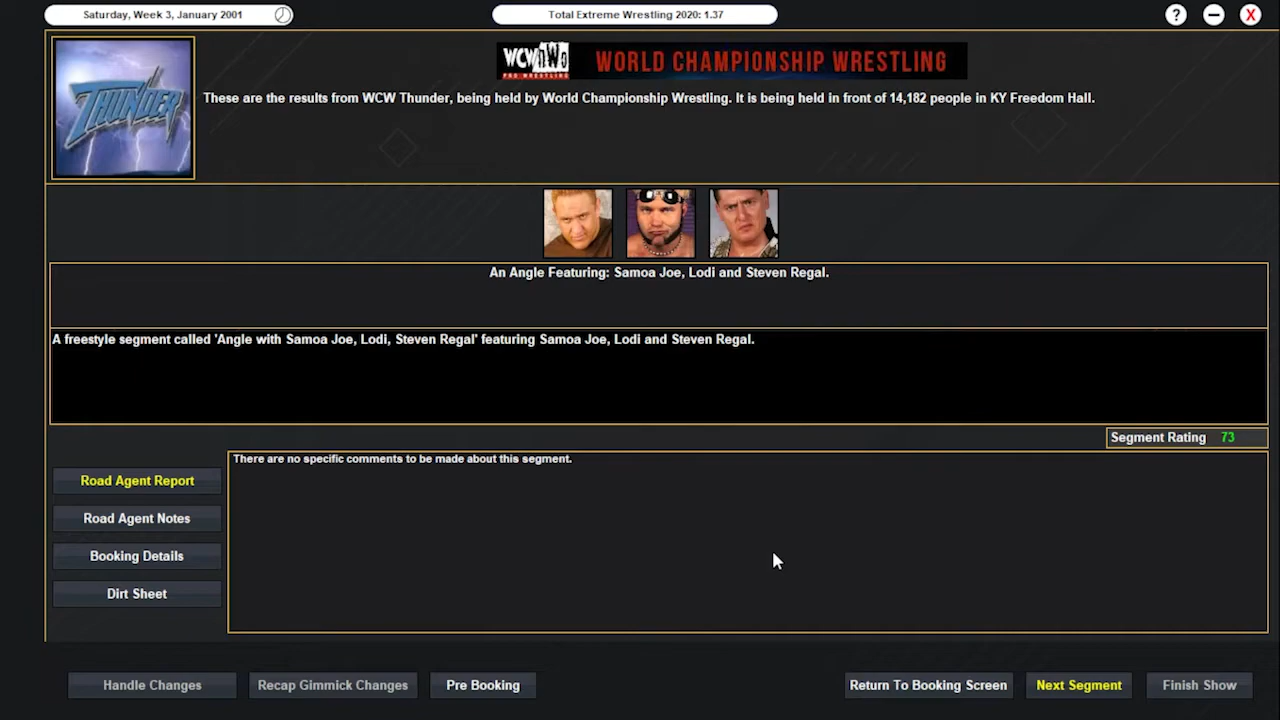 Saturday, Week 3, January 2001
Total Extreme Wrestling 2020: 1.37
?
X
THUNDER
WCW nWo
PRO WRESTLING
WORLD CHAMPIONSHIP WRESTLING
These are the results from WCW Thunder, being held by World Championship Wrestling. It is being held in front of 14,182 people in KY Freedom Hall.
An Angle Featuring: Samoa Joe, Lodi and Steven Regal.
A freestyle segment called 'Angle with Samoa Joe, Lodi, Steven Regal' featuring Samoa Joe, Lodi and Steven Regal.
Segment Rating 73
Road Agent Report
Road Agent Notes
Booking Details
Dirt Sheet
There are no specific comments to be made about this segment.
Handle Changes
Recap Gimmick Changes
Pre Booking
Return To Booking Screen
Next Segment
Finish Show